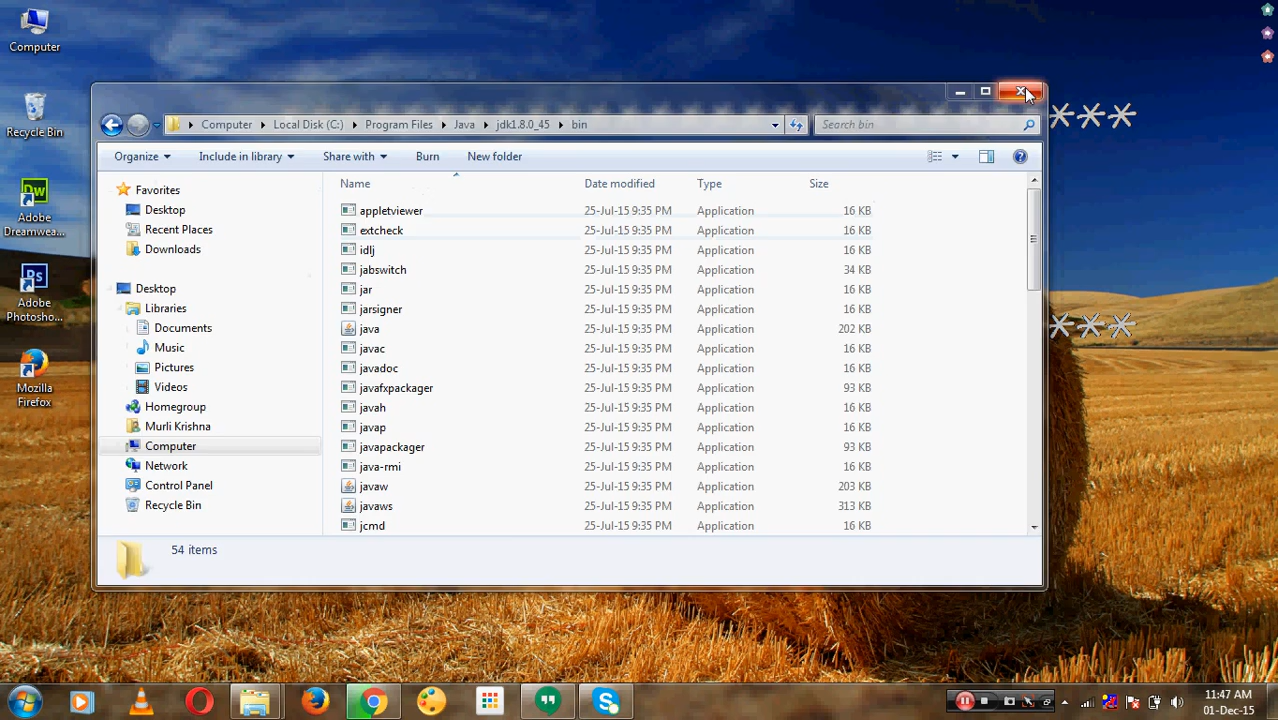 Computer
Recycle Bin
Adobe
Dreamwea...
Adobe
Photosho...
Mozilla
Firefox
Computer Local Disk (C:) Program Files Java jdk1.8.0_45 bin
Search bin
Organize Include in library Share with Burn New folder
Name Date modified Type Size
Favorites
Desktop
Recent Places
Downloads
Desktop
Libraries
Documents
Music
Pictures
Videos
Homegroup
Murli Krishna
Computer
Network
Control Panel
Recycle Bin
appletviewer 25-Jul-15 9:35 PM Application 16 KB
extcheck 25-Jul-15 9:35 PM Application 16 KB
idlj 25-Jul-15 9:35 PM Application 16 KB
jabswitch 25-Jul-15 9:35 PM Application 34 KB
jar 25-Jul-15 9:35 PM Application 16 KB
jarsigner 25-Jul-15 9:35 PM Application 16 KB
java 25-Jul-15 9:35 PM Application 202 KB
javac 25-Jul-15 9:35 PM Application 16 KB
javadoc 25-Jul-15 9:35 PM Application 16 KB
javafxpackager 25-Jul-15 9:35 PM Application 93 KB
javah 25-Jul-15 9:35 PM Application 16 KB
javap 25-Jul-15 9:35 PM Application 16 KB
javapackager 25-Jul-15 9:35 PM Application 93 KB
java-rmi 25-Jul-15 9:35 PM Application 16 KB
javaw 25-Jul-15 9:35 PM Application 203 KB
javaws 25-Jul-15 9:35 PM Application 313 KB
jcmd 25-Jul-15 9:35 PM Application 16 KB
54 items
***
***
11:47 AM
01-Dec-15